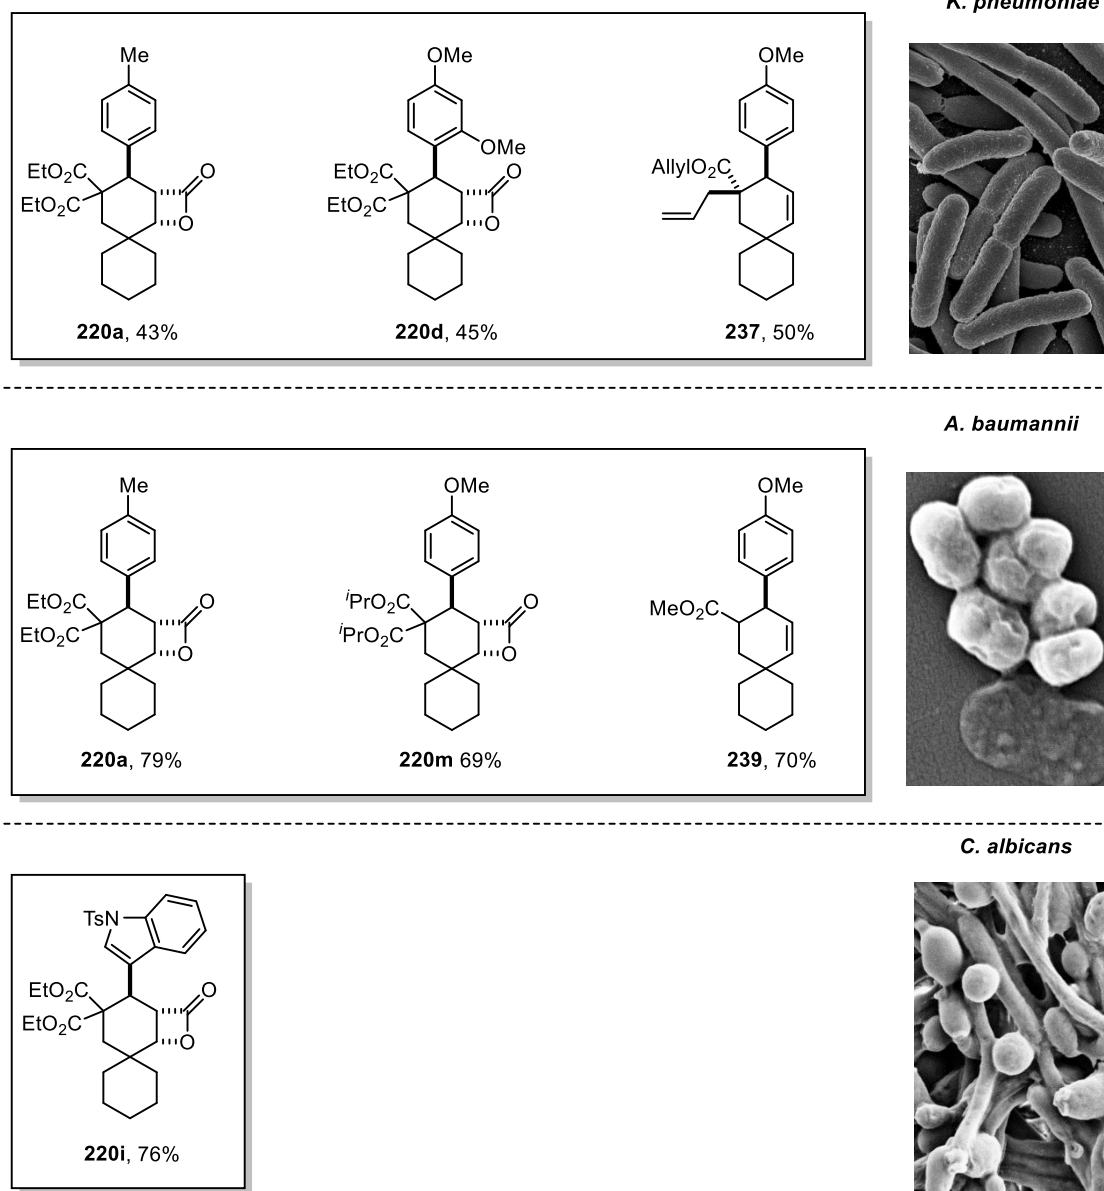 K. pneumoniae
Me
EtO₂C
EtO₂C
O
O
220a, 43%
OMe
OMe
EtO₂C
EtO₂C
O
O
220d, 45%
OMe
AllylO₂C
237, 50%
A. baumannii
Me
EtO₂C
EtO₂C
O
O
220a, 79%
OMe
ⁱPrO₂C
ⁱPrO₂C
O
O
220m 69%
OMe
MeO₂C
239, 70%
C. albicans
TsN
EtO₂C
EtO₂C
O
O
220i, 76%